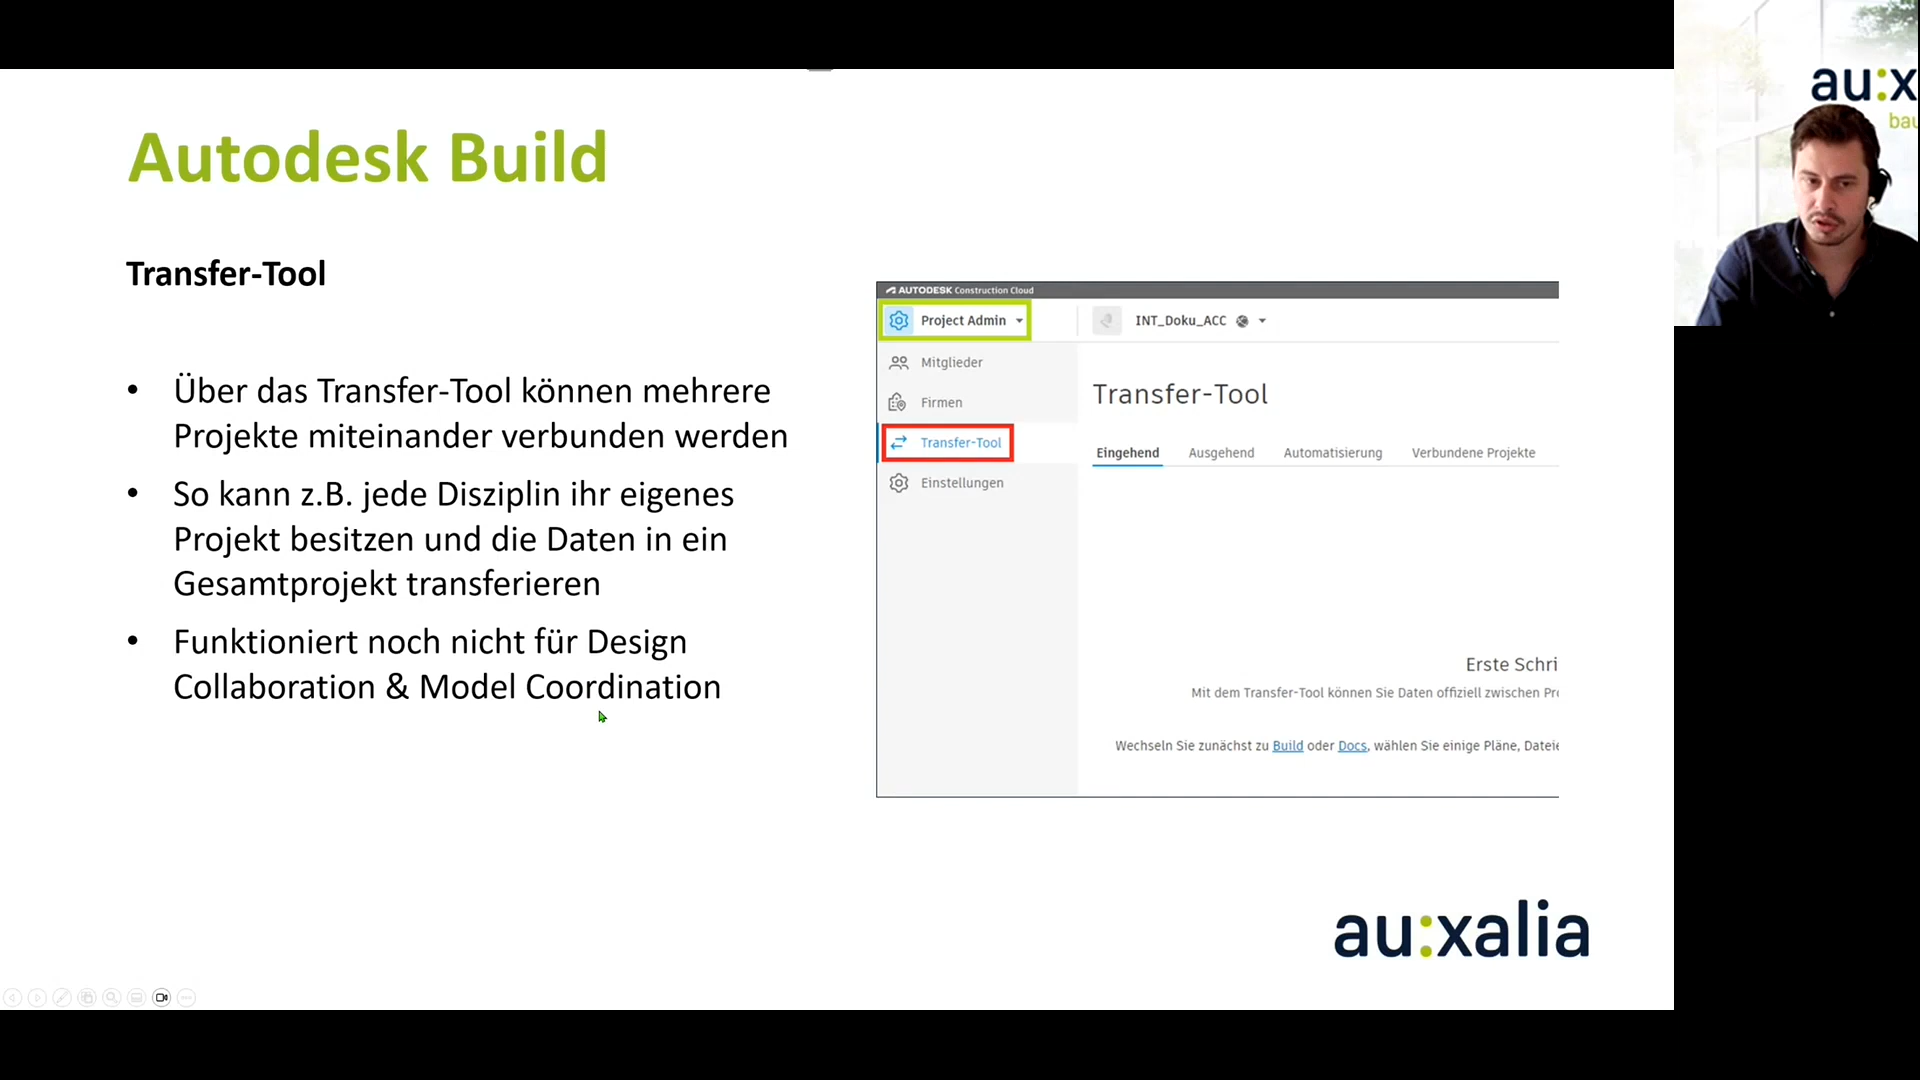 Autodesk Build
Transfer-Tool
• Über das Transfer-Tool können mehrere
Projekte miteinander verbunden werden
• So kann z.B. jede Disziplin ihr eigenes
Projekt besitzen und die Daten in ein
Gesamtprojekt transferieren
• Funktioniert noch nicht für Design
Collaboration & Model Coordination
AUTODESK Construction Cloud
Project Admin
INT_Doku_ACC
Mitglieder
Firmen
Transfer-Tool
Einstellungen
Transfer-Tool
Eingehend Ausgehend Automatisierung Verbundene Projekte
Erste Schri
Mit dem Transfer-Tool können Sie Daten offiziell zwischen Pro
Wechseln Sie zunächst zu Build oder Docs, wählen Sie einige Pläne, Dateie
au:xalia
au:x
bau